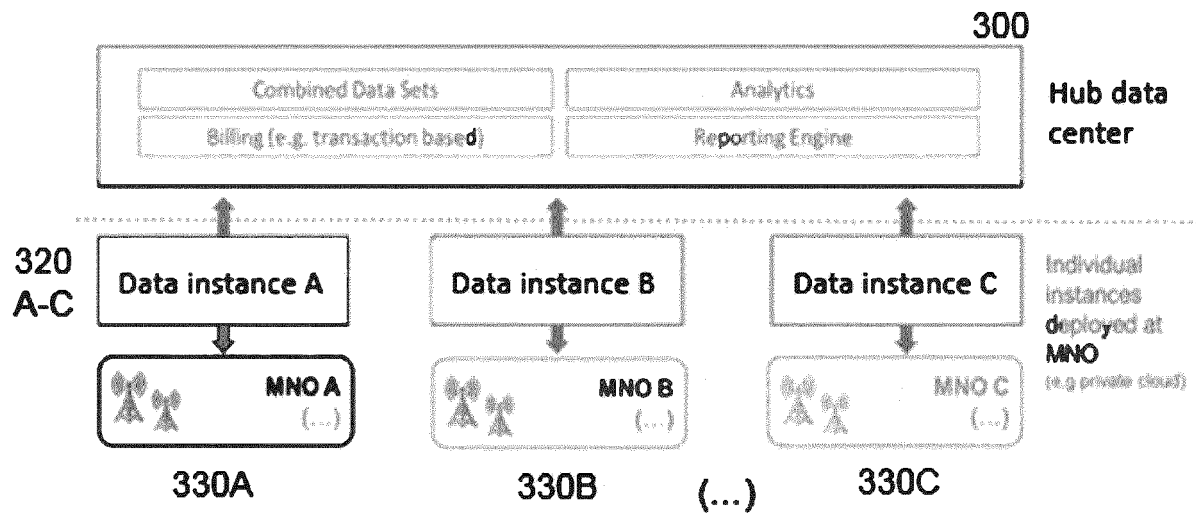 300
Combined Data Sets
Analytics
Billing (e.g. transaction based)
Reporting Engine
Hub data
center
320
A-C
Data instance A
Data instance B
Data instance C
Individual
instances
deployed at
MNO
(e.g private cloud)
MNO A
(...)
MNO B
(...)
MNO C
(...)
330A
330B
(...)
330C